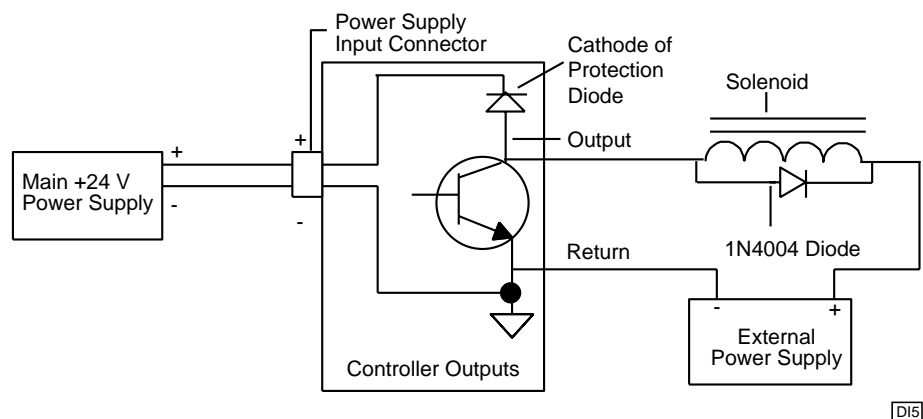 Power Supply
Input Connector
Cathode of
Protection
Diode
Solenoid
+
Output
+
Main +24 V
Power Supply
-
-
1N4004 Diode
Return
-
+
External
Power Supply
Controller Outputs
DI5